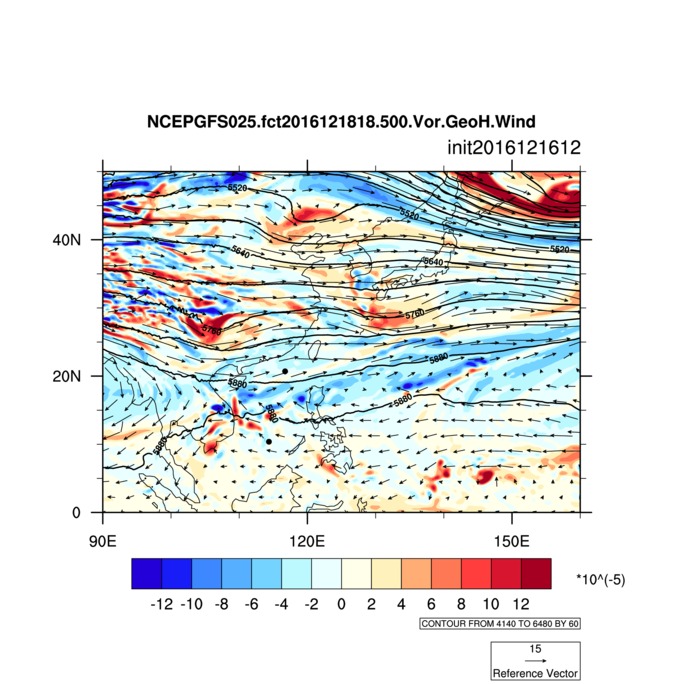 NCEPGFS025.fct2016121818.500.Vor.GeoH.Wind
init2016121612
5520
5520
40N
5640
5640
5520
5760
5760
5880
20N
5880
5880
5880
5880
0
90E 120E 150E
-12 -10 -8 -6 -4 -2 0 2 4 6 8 10 12
*10^(-5)
CONTOUR FROM 4140 TO 6480 BY 60
15
Reference Vector